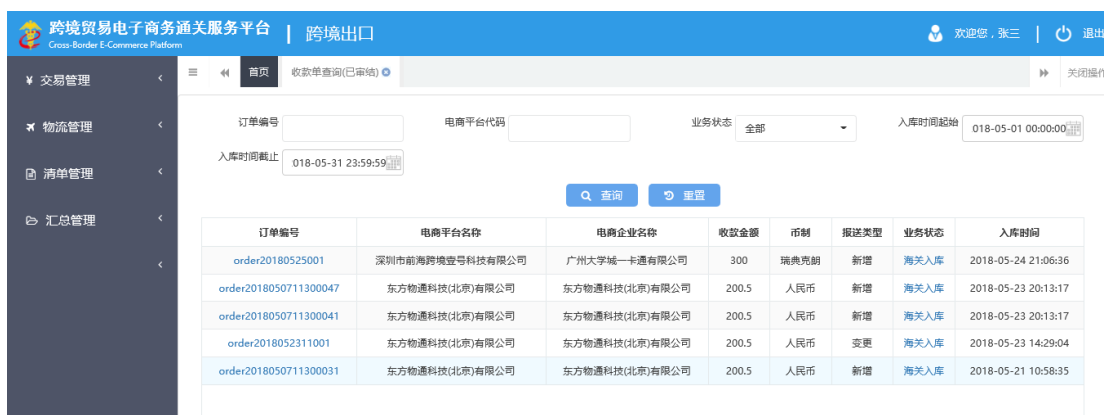 跨境贸易电子商务通关服务平台 | 跨境出口
Cross-Border E-Commerce Platform
欢迎您，张三 | 退出
¥ 交易管理
物流管理
清单管理
汇总管理
首页 收款单查询(已审结) 关闭操作
订单编号 电商平台代码 业务状态 全部 入库时间起始 018-05-01 00:00:00
入库时间截止 018-05-31 23:59:59
查询 重置
订单编号 电商平台名称 电商企业名称 收款金额 币制 报送类型 业务状态 入库时间
order20180525001 深圳市前海跨境壹号科技有限公司 广州大学城一卡通有限公司 300 瑞典克朗 新增 海关入库 2018-05-24 21:06:36
order2018050711300047 东方物通科技(北京)有限公司 东方物通科技(北京)有限公司 200.5 人民币 新增 海关入库 2018-05-23 20:13:17
order2018050711300041 东方物通科技(北京)有限公司 东方物通科技(北京)有限公司 200.5 人民币 新增 海关入库 2018-05-23 20:13:17
order2018052311001 东方物通科技(北京)有限公司 东方物通科技(北京)有限公司 200.5 人民币 变更 海关入库 2018-05-23 14:29:04
order2018050711300031 东方物通科技(北京)有限公司 东方物通科技(北京)有限公司 200.5 人民币 新增 海关入库 2018-05-21 10:58:35